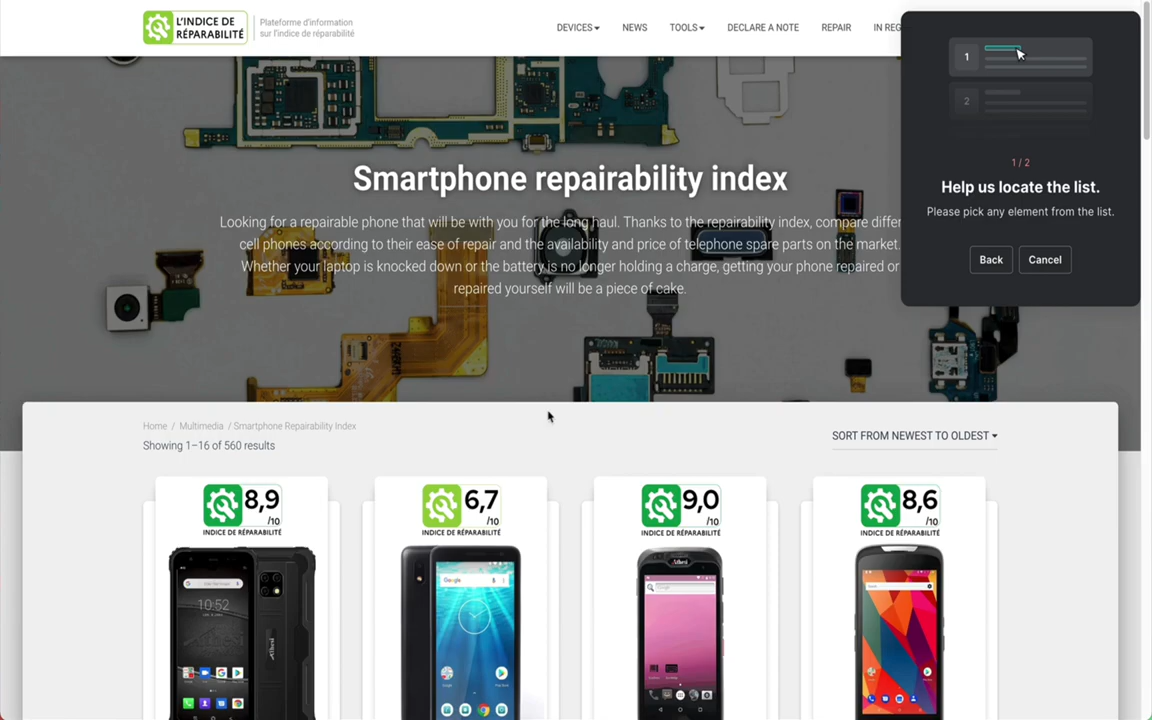 L'INDICE DE
RÉPARABILITÉ
Plateforme d'information
sur l'indice de réparabilité
DEVICES
NEWS
TOOLS
DECLARE A NOTE
REPAIR
IN REG
1
2
1 / 2
Help us locate the list.
Please pick any element from the list.
Back
Cancel
Smartphone repairability index
Looking for a repairable phone that will be with you for the long haul. Thanks to the repairability index, compare differ
cell phones according to their ease of repair and the availability and price of telephone spare parts on the market.
Whether your laptop is knocked down or the battery is no longer holding a charge, getting your phone repaired or
repaired yourself will be a piece of cake.
Home / Multimedia / Smartphone Repairability Index
Showing 1–16 of 560 results
SORT FROM NEWEST TO OLDEST
8,9
/10
INDICE DE RÉPARABILITÉ
6,7
/10
INDICE DE RÉPARABILITÉ
9,0
/10
INDICE DE RÉPARABILITÉ
8,6
/10
INDICE DE RÉPARABILITÉ
10:52
Google